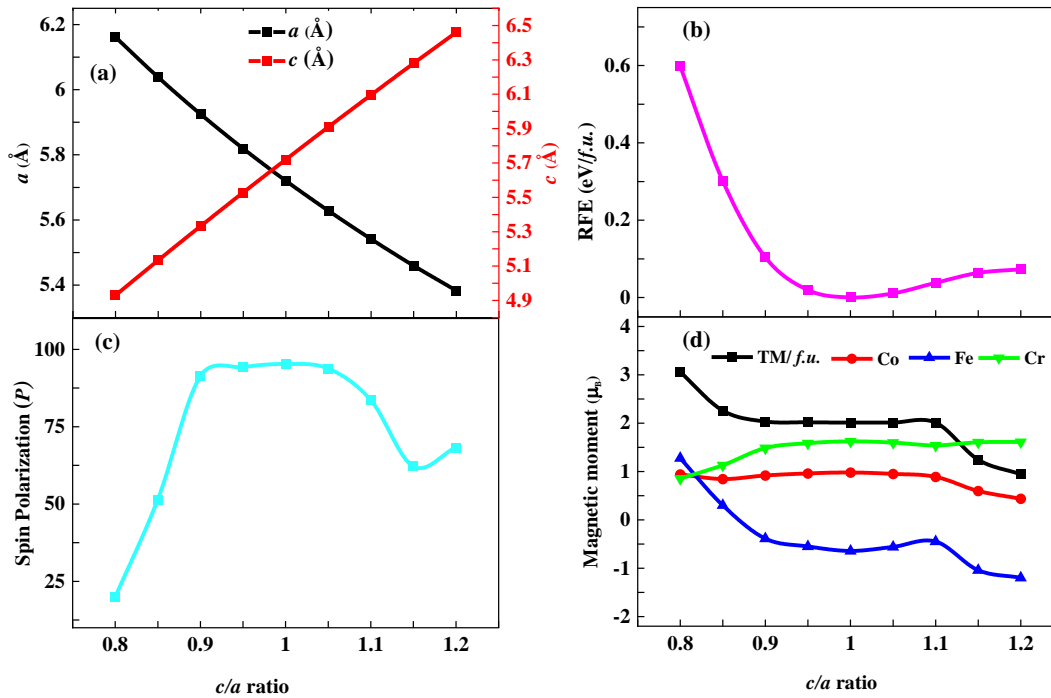 (a)
a (Å)
c (Å)
6.2
6
5.8
5.6
5.4
a (Å)
6.5
6.3
6.1
5.9
5.7
5.5
5.3
5.1
4.9
c (Å)
(b)
0.6
0.4
0.2
0
RFE (eV/f.u.)
(c)
100
75
50
25
Spin Polarization (P)
0.8
0.9
1
1.1
1.2
c/a ratio
(d)
TM/f.u.
Co
Fe
Cr
4
3
2
1
0
-1
-2
Magnetic moment (μB)
0.8
0.9
1
1.1
1.2
c/a ratio